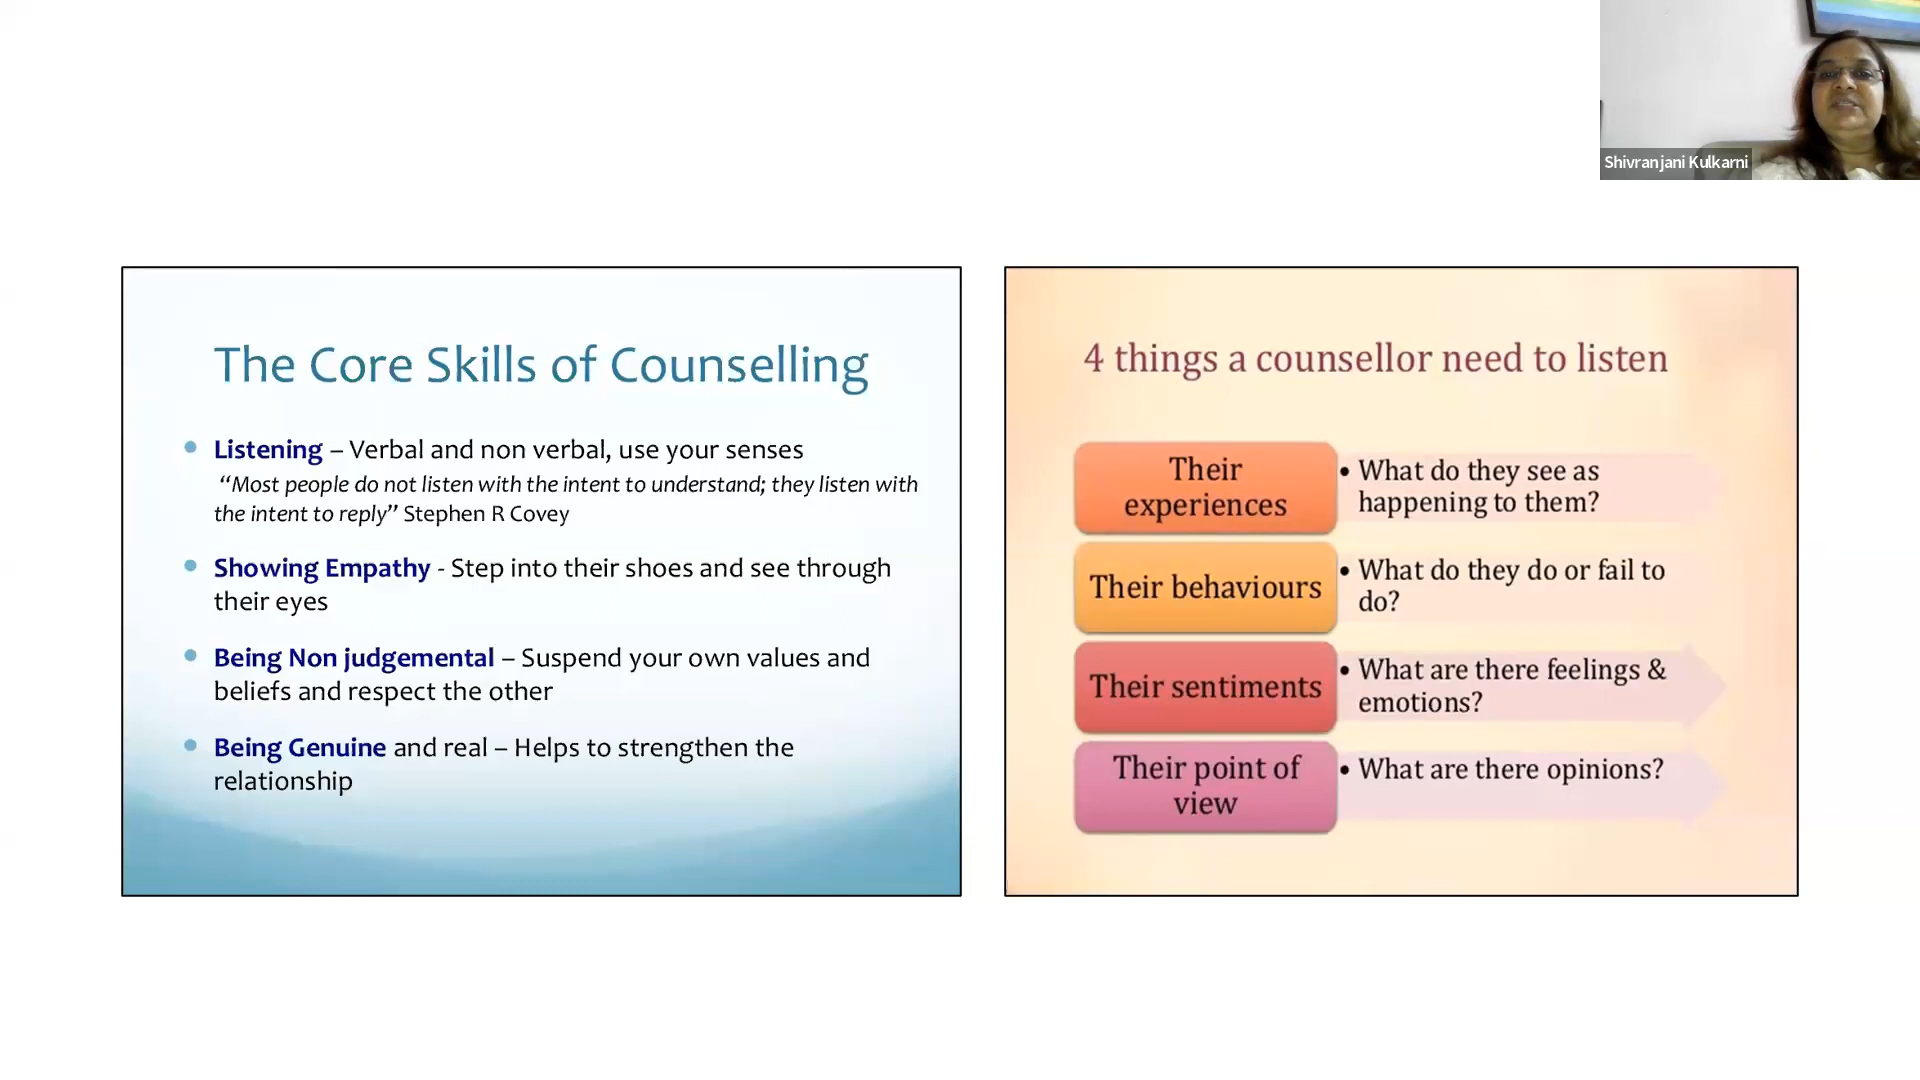 Shivranjani Kulkarni
The Core Skills of Counselling
• Listening – Verbal and non verbal, use your senses
“Most people do not listen with the intent to understand; they listen with
the intent to reply” Stephen R Covey
• Showing Empathy - Step into their shoes and see through
their eyes
• Being Non judgemental – Suspend your own values and
beliefs and respect the other
• Being Genuine and real – Helps to strengthen the
relationship
4 things a counsellor need to listen
Their
experiences
• What do they see as
happening to them?
Their behaviours
• What do they do or fail to
do?
Their sentiments
• What are there feelings &
emotions?
Their point of
view
• What are there opinions?